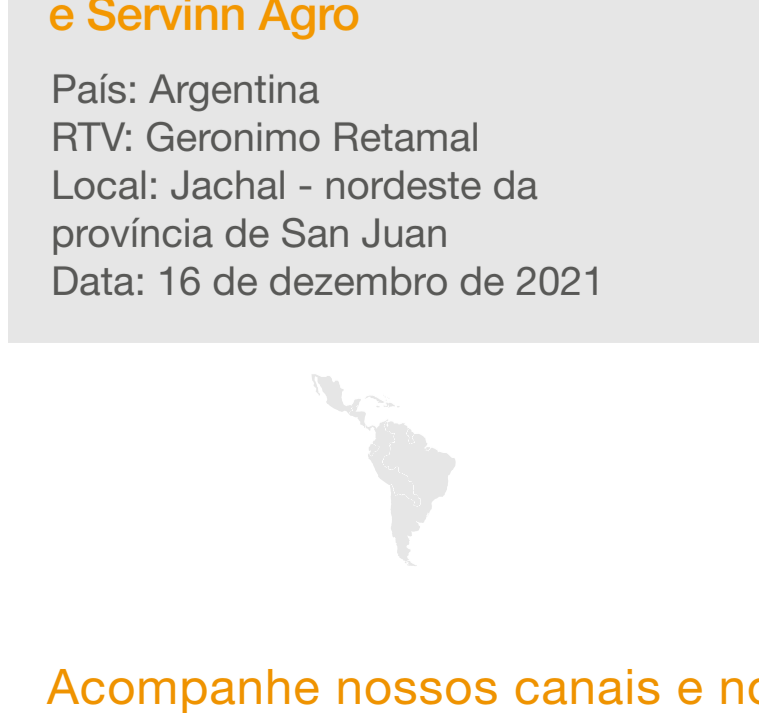 e Servinn Agro
País: Argentina
RTV: Geronimo Retamal
Local: Jachal - nordeste da
província de San Juan
Data: 16 de dezembro de 2021
Acompanhe nossos canais e